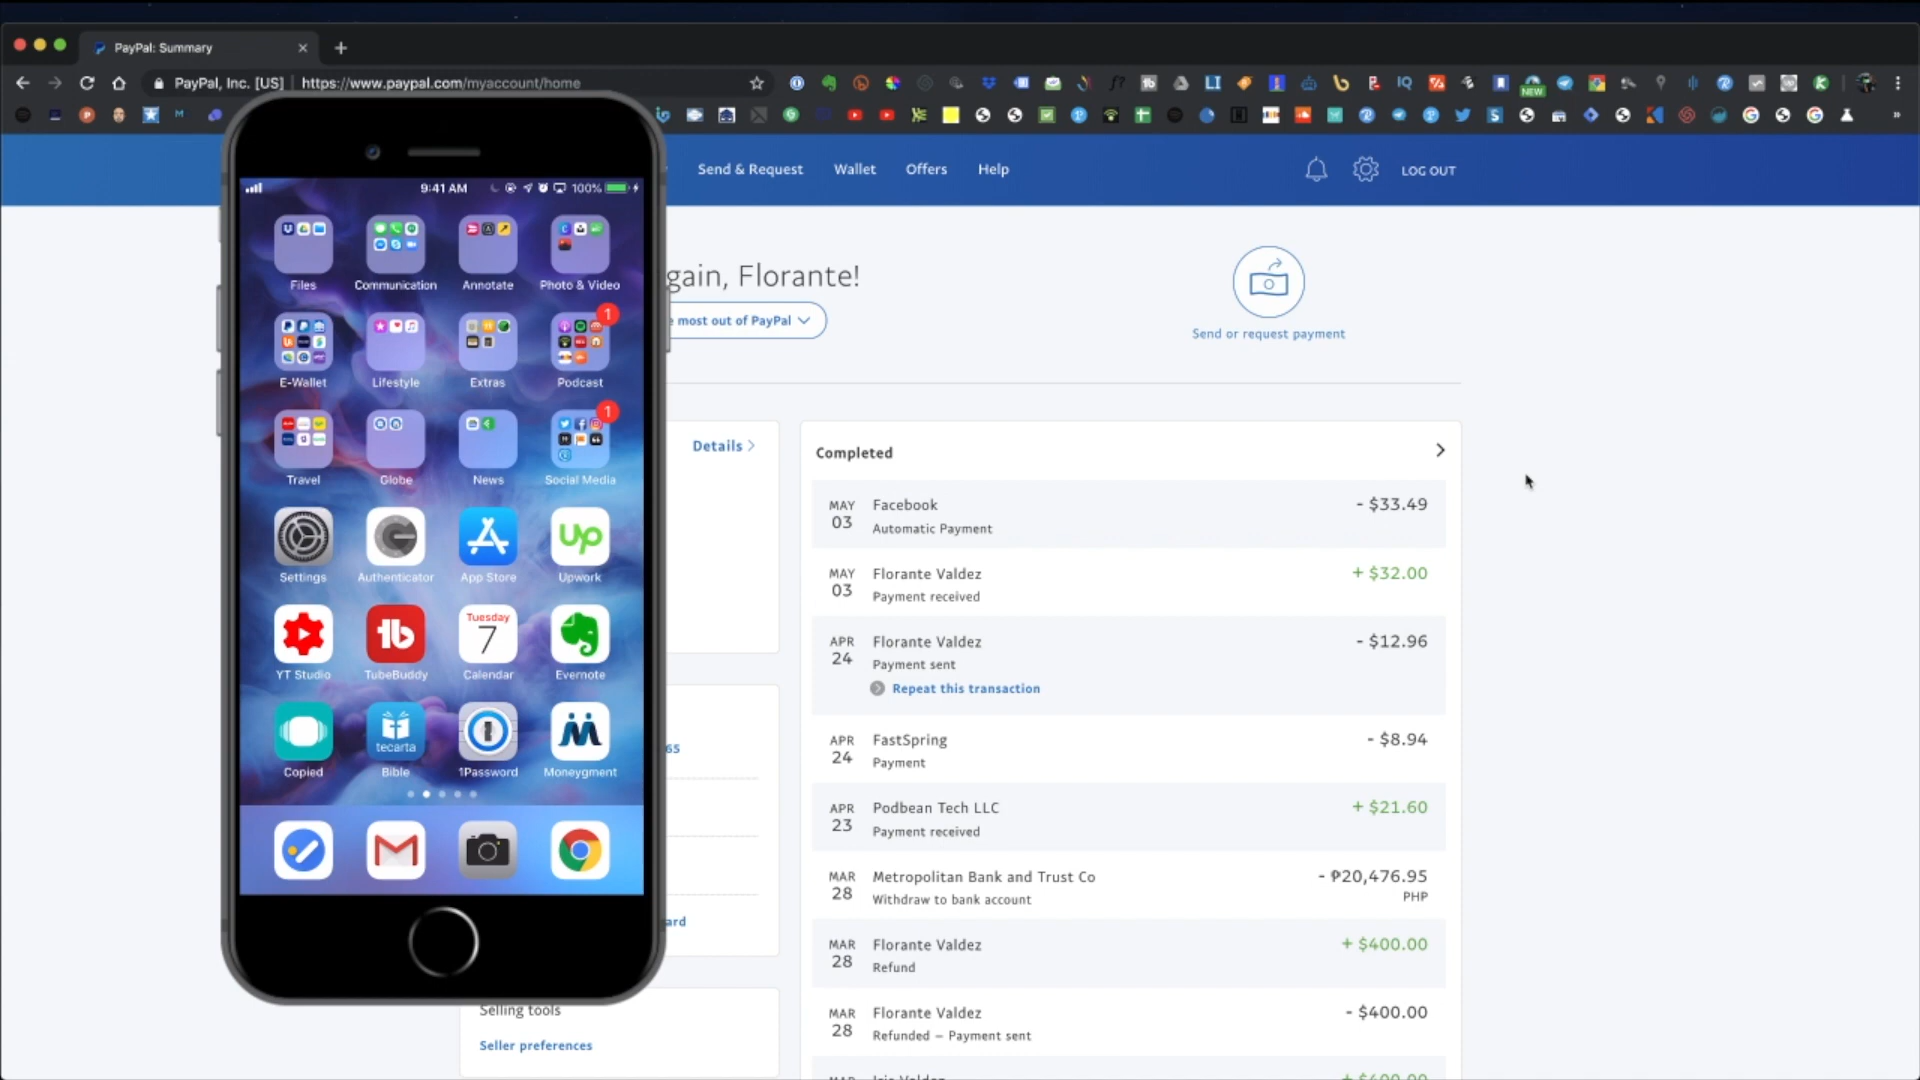 PayPal: Summary
PayPal, Inc. [US] | https://www.paypal.com/myaccount/home
NEW
Send & Request
Wallet
Offers
Help
LOG OUT
gain, Florante!
most out of PayPal
Send or request payment
9:41 AM
100%
Files
Communication
Annotate
Photo & Video
1
E-Wallet
Lifestyle
Extras
Podcast
1
Travel
Globe
News
Social Media
Settings
Authenticator
App Store
Up
Upwork
Tuesday
7
YT Studio
TubeBuddy
Calendar
Evernote
tecarta
Copied
Bible
1Password
Moneygment
Details
Completed
MAY 03 Facebook - $33.49
Automatic Payment
MAY 03 Florante Valdez + $32.00
Payment received
APR 24 Florante Valdez - $12.96
Payment sent
Repeat this transaction
APR 24 FastSpring - $8.94
Payment
APR 23 Podbean Tech LLC + $21.60
Payment received
MAR 28 Metropolitan Bank and Trust Co - ₱20,476.95
Withdraw to bank account PHP
MAR 28 Florante Valdez + $400.00
Refund
MAR 28 Florante Valdez - $400.00
Refunded – Payment sent
65
ard
Selling tools
Seller preferences